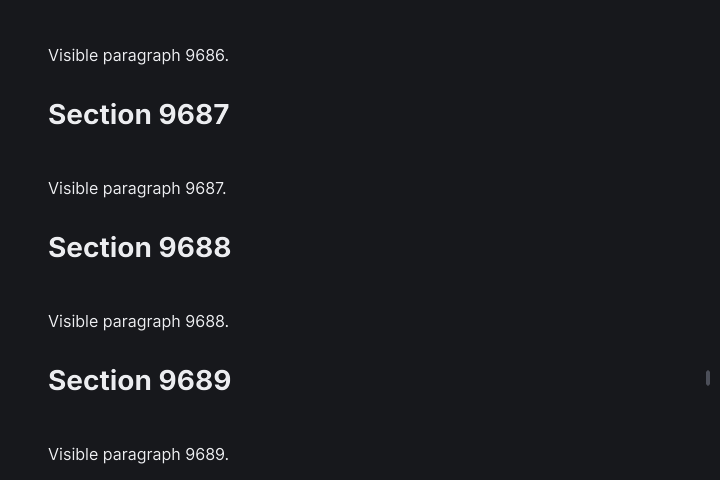 Visible paragraph 9686.
Section 9687
Visible paragraph 9687.
Section 9688
Visible paragraph 9688.
Section 9689
Visible paragraph 9689.